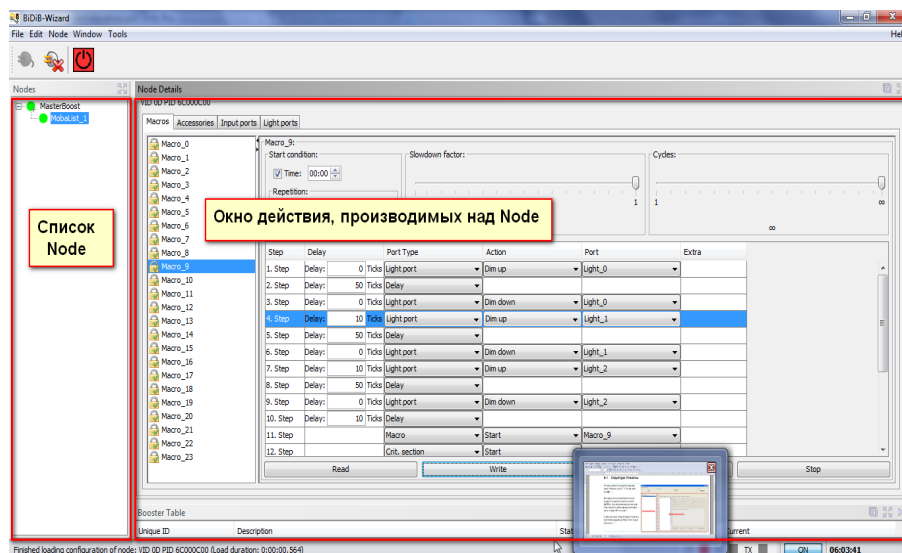 BiDiB-Wizard
File Edit Node Window Tools
Hel
Nodes
Node Details
MasterBoost
MobaList_1
VID 0D PID 6C000C00
Macros Accessories Input ports Light ports
Macro_0
Macro_1
Macro_2
Macro_3
Macro_4
Macro_5
Macro_6
Macro_7
Macro_8
Macro_9
Macro_10
Macro_11
Macro_12
Macro_13
Macro_14
Macro_15
Macro_16
Macro_17
Macro_18
Macro_19
Macro_20
Macro_21
Macro_22
Macro_23
Macro_9:
Start condition: Slowdown factor: Cycles:
Time: 00:00
Repetition:
1 1 ∞
∞
Список
Node
Окно действия, производимых над Node
Step Delay Port Type Action Port Extra
1. Step Delay: 0 Ticks Light port Dim up Light_0
2. Step Delay: 50 Ticks Delay
3. Step Delay: 0 Ticks Light port Dim down Light_0
4. Step Delay: 10 Ticks Light port Dim up Light_1
5. Step Delay: 50 Ticks Delay
6. Step Delay: 0 Ticks Light port Dim down Light_1
7. Step Delay: 10 Ticks Light port Dim up Light_2
8. Step Delay: 50 Ticks Delay
9. Step Delay: 0 Ticks Light port Dim down Light_2
10. Step Delay: 10 Ticks Delay
11. Step Macro Start Macro_9
12. Step Crit. section Start
Read Write Stop
Booster Table
Unique ID Description Stat urrent
Finished loading configuration of node: VID 0D PID 6C000C00 (Load duration: 0:00:00.564) TX ON 06:03:41